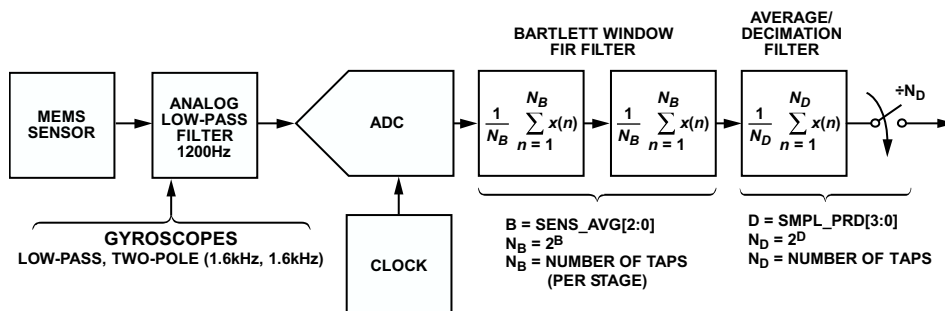 BARTLETT WINDOW
FIR FILTER
AVERAGE/
DECIMATION
FILTER
MEMS
SENSOR
ANALOG
LOW-PASS
FILTER
1200Hz
ADC
1/N_B N_B ∑ n = 1 x(n)
1/N_B N_B ∑ n = 1 x(n)
1/N_D N_D ∑ n = 1 x(n)
÷N_D
GYROSCOPES
LOW-PASS, TWO-POLE (1.6kHz, 1.6kHz)
CLOCK
B = SENS_AVG[2:0]
N_B = 2^B
N_B = NUMBER OF TAPS
(PER STAGE)
D = SMPL_PRD[3:0]
N_D = 2^D
N_D = NUMBER OF TAPS